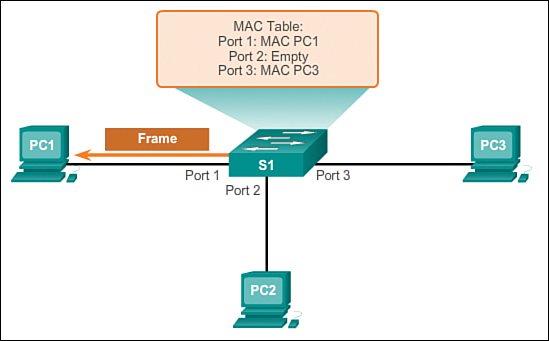 MAC Table:
Port 1: MAC PC1
Port 2: Empty
Port 3: MAC PC3
PC1
Frame
S1
PC3
Port 1
Port 2
Port 3
PC2